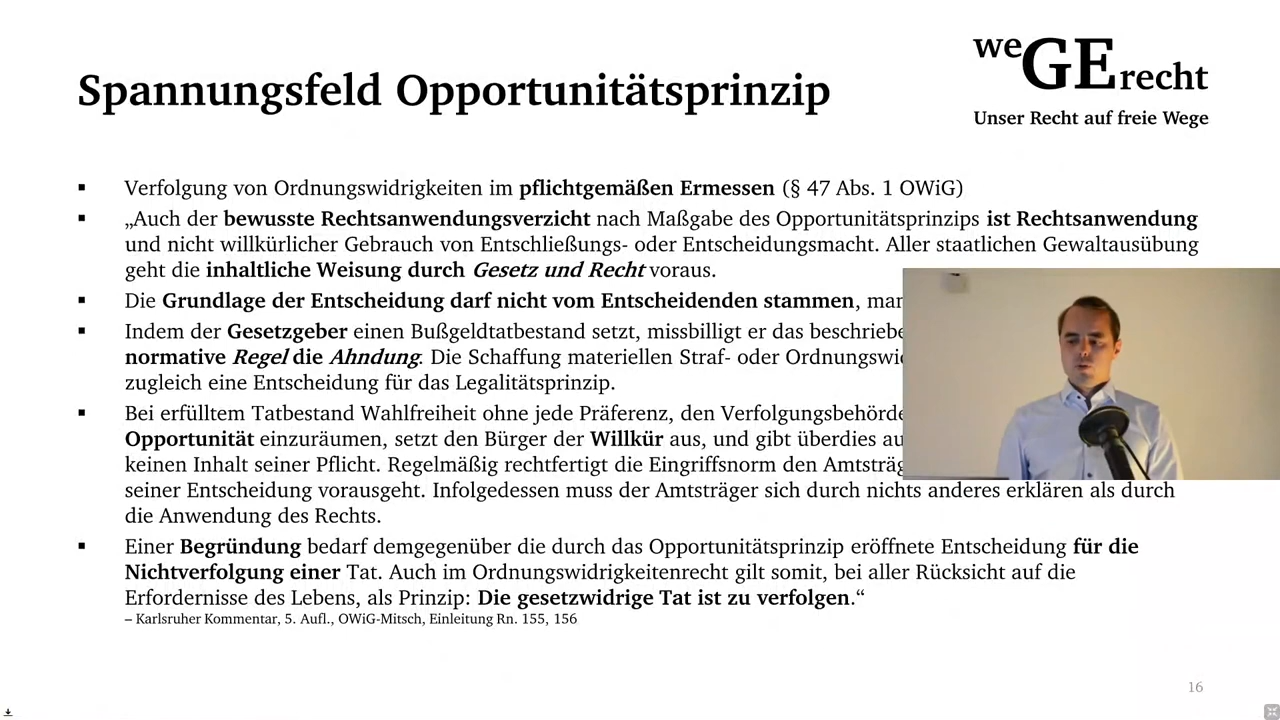 Spannungsfeld Opportunitätsprinzip
weGErecht
Unser Recht auf freie Wege
▪ Verfolgung von Ordnungswidrigkeiten im pflichtgemäßen Ermessen (§ 47 Abs. 1 OWiG)
▪ „Auch der bewusste Rechtsanwendungsverzicht nach Maßgabe des Opportunitätsprinzips ist Rechtsanwendung
und nicht willkürlicher Gebrauch von Entschließungs- oder Entscheidungsmacht. Aller staatlichen Gewaltausübung
geht die inhaltliche Weisung durch Gesetz und Recht voraus.
▪ Die Grundlage der Entscheidung darf nicht vom Entscheidenden stammen,
▪ Indem der Gesetzgeber einen Bußgeldtatbestand setzt, missbilligt er das
normative Regel die Ahndung. Die Schaffung materiellen Straf- oder
zugleich eine Entscheidung für das Legalitätsprinzip.
▪ Bei erfülltem Tatbestand Wahlfreiheit ohne jede Präferenz, den
Opportunität einzuräumen, setzt den Bürger der Willkür aus, und gibt überdies
keinen Inhalt seiner Pflicht. Regelmäßig rechtfertigt die Eingriffsnorm den
seiner Entscheidung vorausgeht. Infolgedessen muss der Amtsträger sich durch nichts anderes erklären als durch
die Anwendung des Rechts.
▪ Einer Begründung bedarf demgegenüber die durch das Opportunitätsprinzip eröffnete Entscheidung für die
Nichtverfolgung einer Tat. Auch im Ordnungswidrigkeitenrecht gilt somit, bei aller Rücksicht auf die
Erfordernisse des Lebens, als Prinzip: Die gesetzwidrige Tat ist zu verfolgen.“
– Karlsruher Kommentar, 5. Aufl., OWiG-Mitsch, Einleitung Rn. 155, 156
16